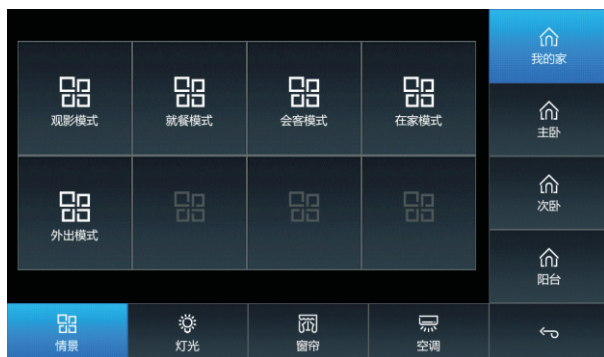 观影模式
就餐模式
会客模式
在家模式
外出模式
我的家
主卧
次卧
阳台
情景
灯光
窗帘
空调